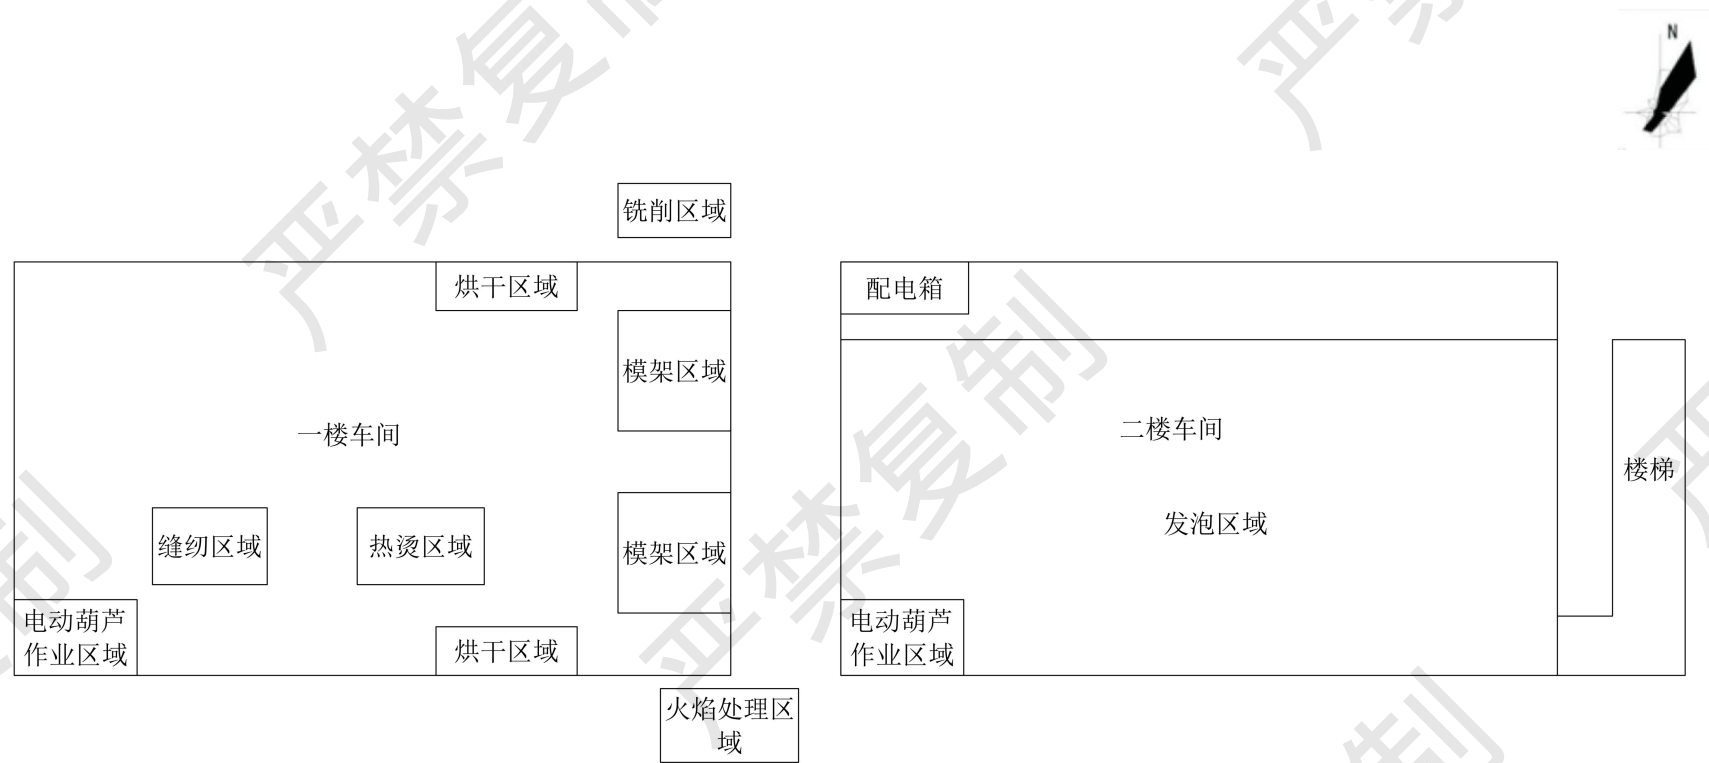 N
铣削区域
烘干区域
模架区域
一楼车间
缝纫区域
热烫区域
模架区域
电动葫芦
作业区域
烘干区域
火焰处理区
域
配电箱
二楼车间
发泡区域
楼梯
电动葫芦
作业区域
严禁复制
严禁复制
严禁
制
制
严